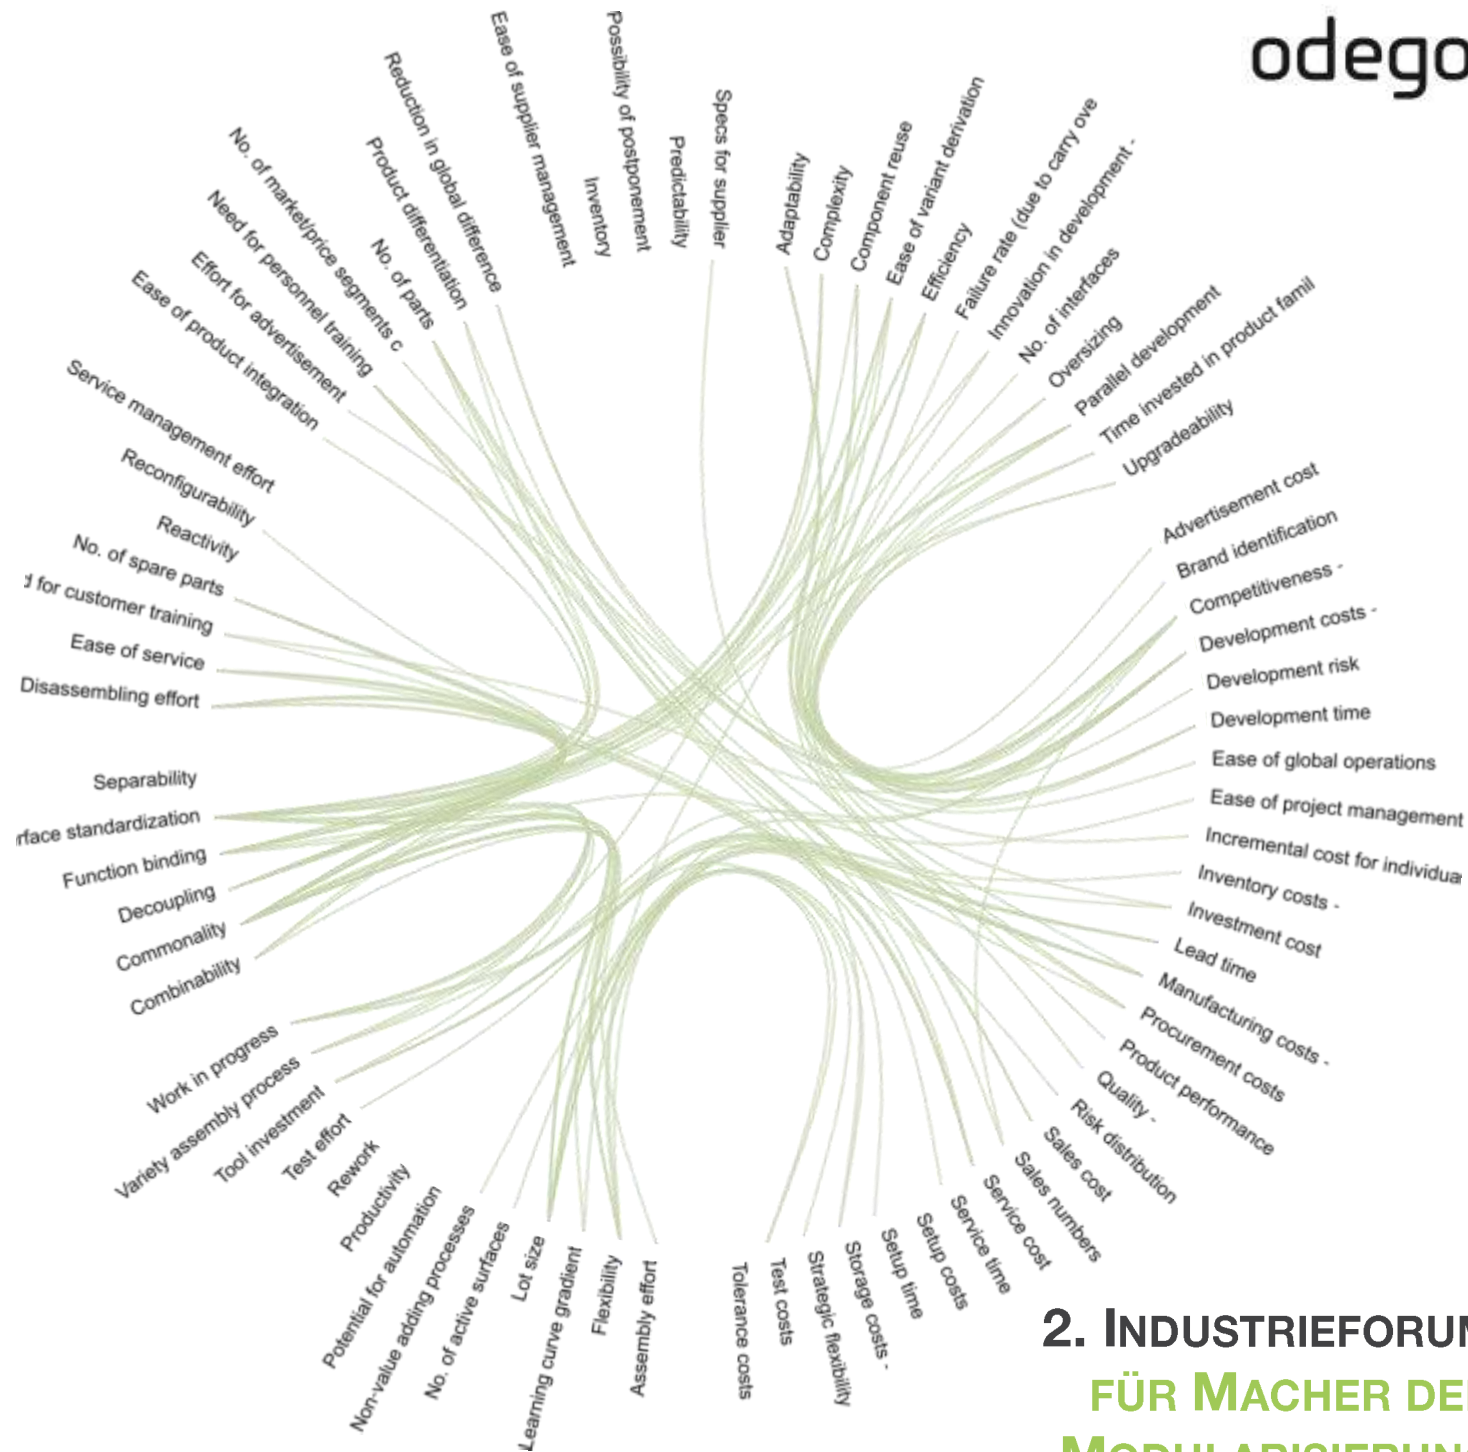 odego
Specs for supplier
Adaptability
Complexity
Component reuse
Ease of variant derivation
Efficiency
Failure rate (due to carry ove
Innovation in development -
No. of interfaces
Oversizing
Parallel development
Time invested in product famil
Upgradeability
Advertisement cost
Brand identification
Competitiveness -
Development costs -
Development risk
Development time
Ease of global operations
Ease of project management
Incremental cost for individua
Inventory costs -
Investment cost
Lead time
Manufacturing costs -
Procurement costs
Product performance
Quality -
Risk distribution
Sales cost
Sales numbers
Service cost
Service time
Setup costs
Setup time
Storage costs -
Strategic flexibility
Test costs
Tolerance costs
Assembly effort
Flexibility
Learning curve gradient
Lot size
No. of active surfaces
Non-value adding processes
Potential for automation
Productivity
Rework
Test effort
Tool investment
Variety assembly process
Work in progress
Combinability
Commonality
Decoupling
Function binding
rface standardization
Separability
Disassembling effort
Ease of service
d for customer training
No. of spare parts
Reactivity
Reconfigurability
Service management effort
Ease of product integration
Effort for advertisement
Need for personnel training
No. of market/price segments c
No. of parts
Product differentiation
Reduction in global difference
Ease of supplier management
Inventory
Possibility of postponement
Predictability
2. INDUSTRIEFORUM
FÜR MACHER DER
MODULARISIERUNG